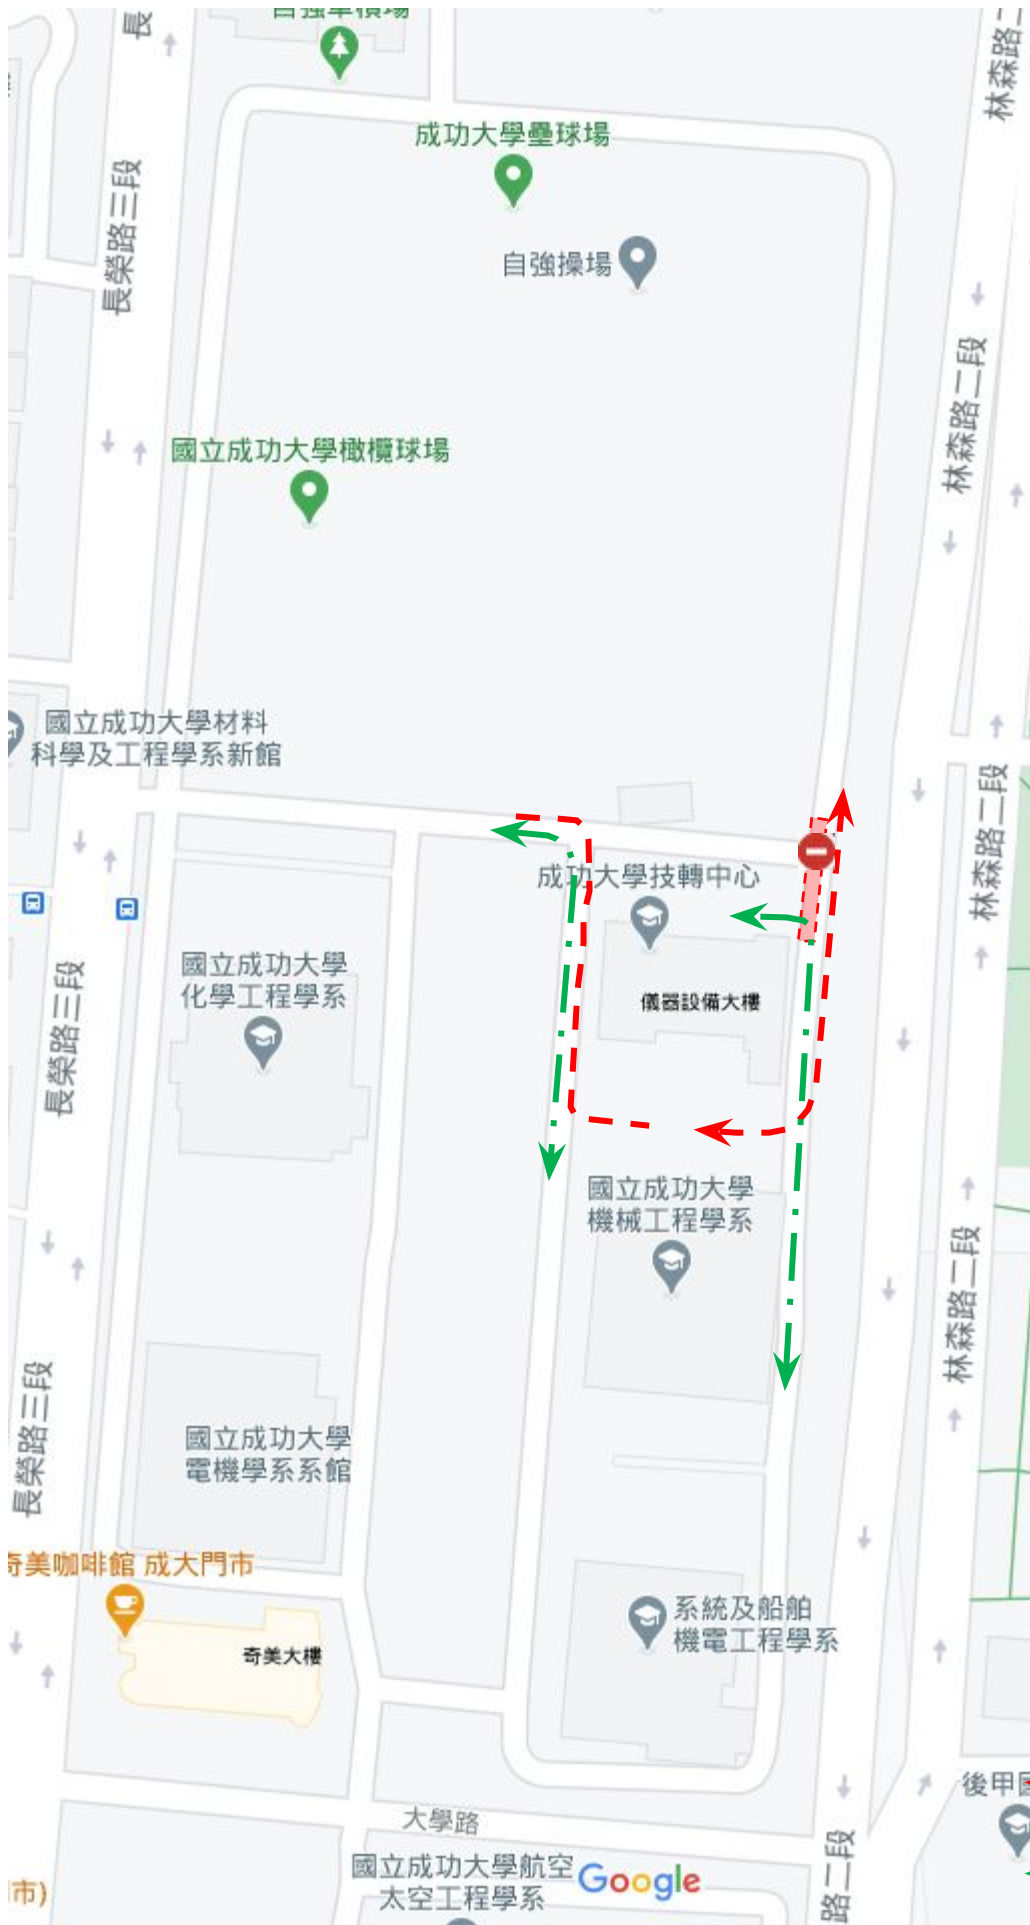 自強單槓場
長
林森路二
成功大學壘球場
長榮路三段
自強操場
林森路二段
國立成功大學橄欖球場
國立成功大學材料
科學及工程學系新館
林森路二段
成功大學技轉中心
國立成功大學
化學工程學系
儀器設備大樓
長榮路三段
國立成功大學
機械工程學系
林森路二段
長榮路三段
國立成功大學
電機學系系館
奇美咖啡館 成大門市
系統及船舶
機電工程學系
奇美大樓
後甲國
大學路
路二段
國立成功大學航空
太空工程學系
Google
市)